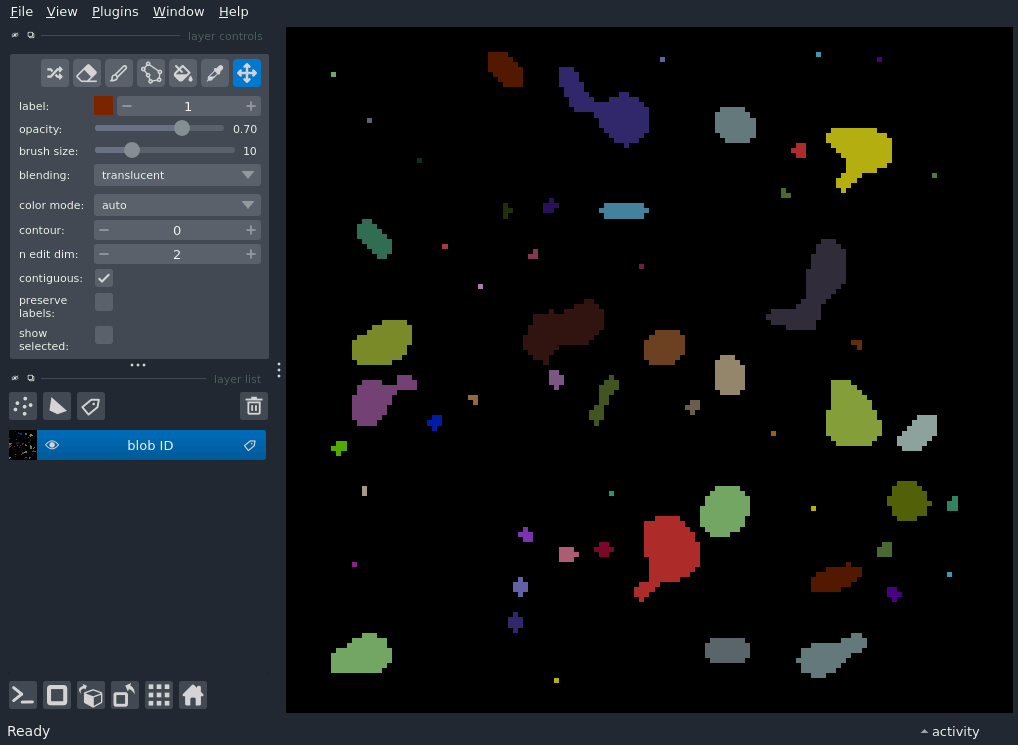 File View Plugins Window Help
layer controls
label: 1
opacity: 0.70
brush size: 10
blending: translucent
color mode: auto
contour: 0
n edit dim: 2
contiguous:
preserve
labels:
show
selected:
layer list
blob ID
Ready
activity